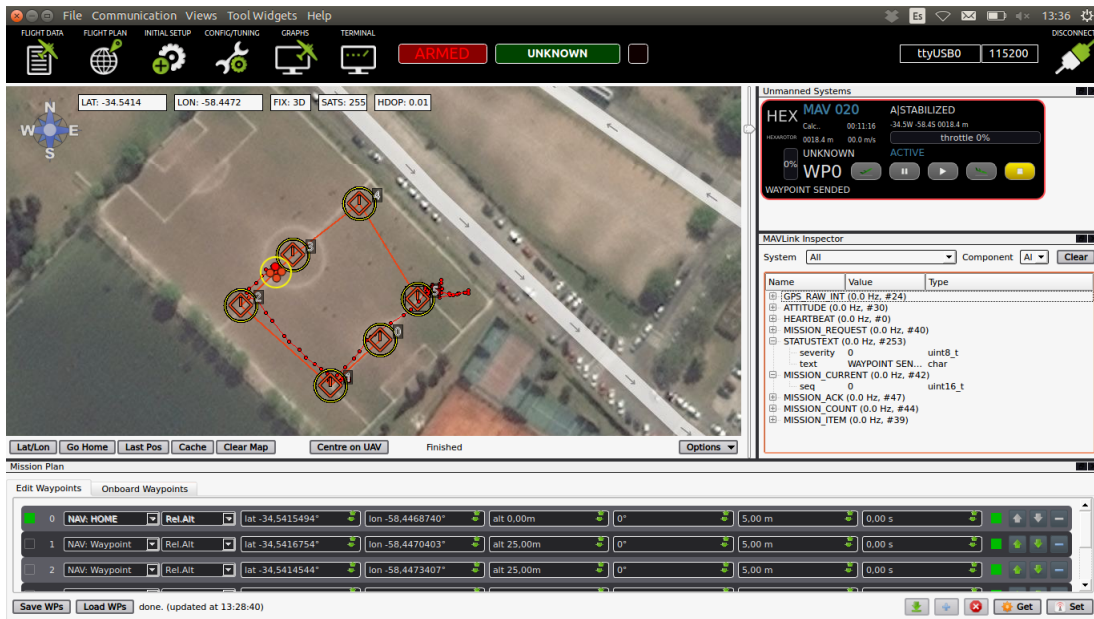 File Communication Views Tool Widgets Help
Es 13:36
FLIGHT DATA FLIGHT PLAN INITIAL SETUP CONFIG/TUNING GRAPHS TERMINAL
ARMED UNKNOWN ttyUSB0 115200 DISCONNECT
LAT: -34.5414 LON: -58.4472 FIX: 3D SATS: 255 HDOP: 0.01
N
W E
S
4
3
2
5
0
1
Lat/Lon Go Home Last Pos Cache Clear Map Centre on UAV Finished Options
Unmanned Systems
HEX MAV 020 A|STABILIZED
Calc.. 00:11:16 -34.5W -58.4S 0018.4 m
HEXAROTOR 0018.4 m 00.0 m/s throttle 0%
UNKNOWN ACTIVE
0% WP0
WAYPOINT SENDED
MAVLink Inspector
System All Component Al Clear
Name Value Type
GPS_RAW_INT (0.0 Hz, #24)
ATTITUDE (0.0 Hz, #30)
HEARTBEAT (0.0 Hz, #0)
MISSION_REQUEST (0.0 Hz, #40)
STATUSTEXT (0.0 Hz, #253)
severity 0 uint8_t
text WAYPOINT SEN... char
MISSION_CURRENT (0.0 Hz, #42)
seq 0 uint16_t
MISSION_ACK (0.0 Hz, #47)
MISSION_COUNT (0.0 Hz, #44)
MISSION_ITEM (0.0 Hz, #39)
Mission Plan
Edit Waypoints Onboard Waypoints
0 NAV: HOME Rel.Alt lat -34,5415494° lon -58,4468740° alt 0,00m 0° 5,00 m 0,00 s
1 NAV: Waypoint Rel.Alt lat -34,5416754° lon -58,4470403° alt 25,00m 0° 5,00 m 0,00 s
2 NAV: Waypoint Rel.Alt lat -34,5414544° lon -58,4473407° alt 25,00m 0° 5,00 m 0,00 s
Save WPs Load WPs done. (updated at 13:28:40) Get Set